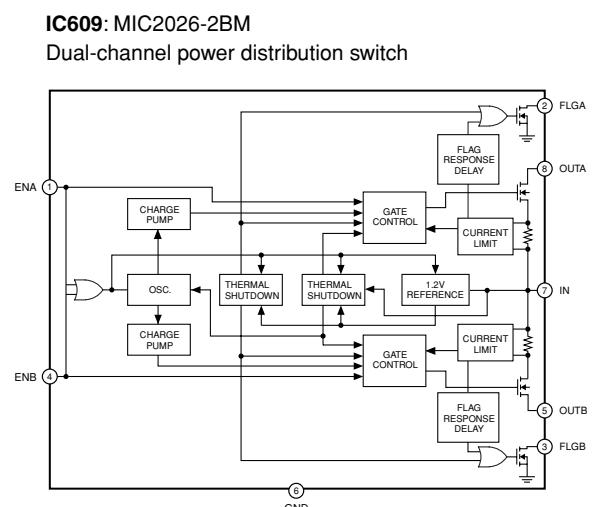 IC609: MIC2026-2BM
Dual-channel power distribution switch
2 FLGA
FLAG
RESPONSE
DELAY
8 OUTA
ENA 1
CHARGE
PUMP
GATE
CONTROL
CURRENT
LIMIT
OSC.
THERMAL
SHUTDOWN
THERMAL
SHUTDOWN
1.2V
REFERENCE
7 IN
CHARGE
PUMP
GATE
CONTROL
CURRENT
LIMIT
ENB 4
FLAG
RESPONSE
DELAY
5 OUTB
3 FLGB
6
GND